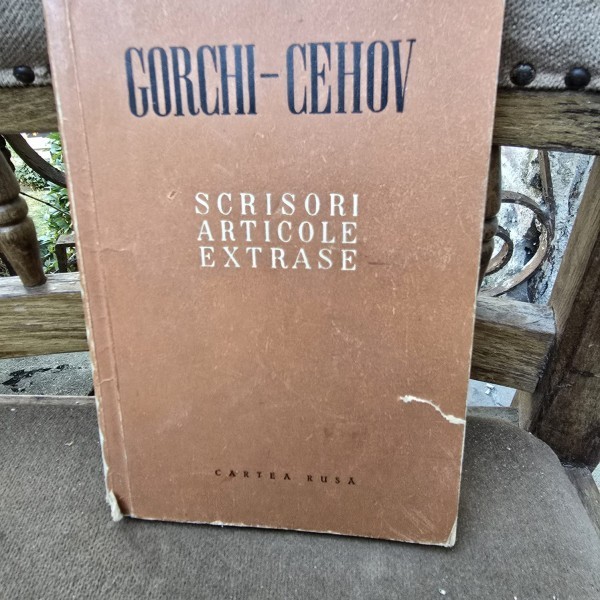 GORCHI-CEHOV
SCRISORI
ARTICOLE
EXTRASE
CARTEA RUSĂ